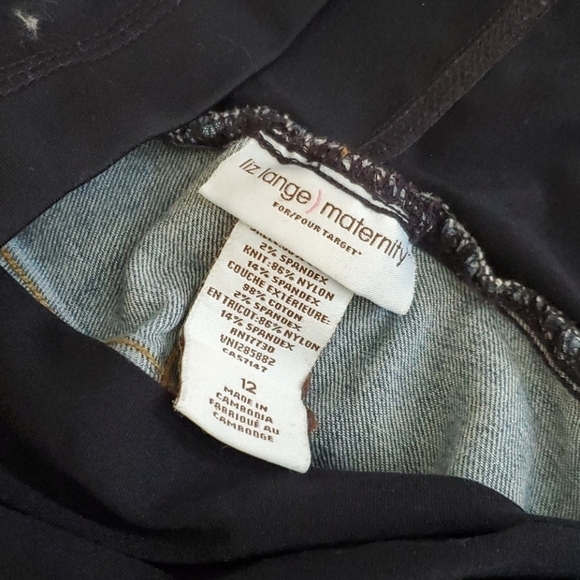 liz lange) maternity
FOR/POUR TARGET
2% SPANDEX
KNIT: 86% NYLON
14% SPANDEX
COUCHE EXTÉRIEURE:
98% COTON
2% SPANDEX
EN TRICOT: 86% NYLON
14% SPANDEX
RN17730
VN1285882
CA57147
12
MADE IN
CAMBODIA
FABRIQUÉ AU
CAMBODGE